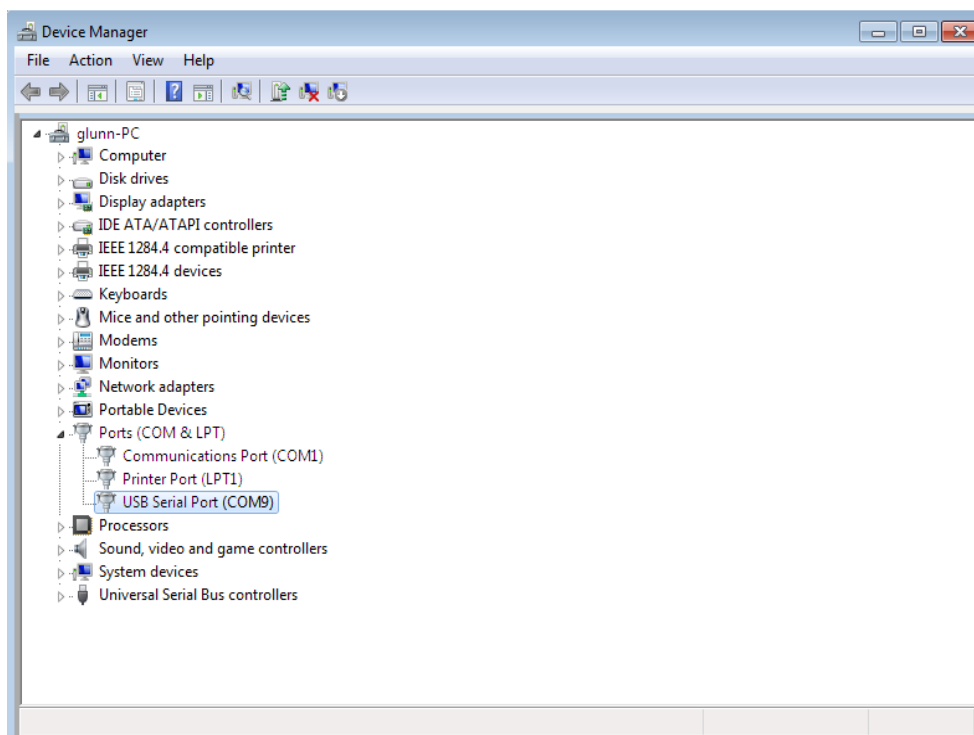 Device Manager
File Action View Help
glunn-PC
Computer
Disk drives
Display adapters
IDE ATA/ATAPI controllers
IEEE 1284.4 compatible printer
IEEE 1284.4 devices
Keyboards
Mice and other pointing devices
Modems
Monitors
Network adapters
Portable Devices
Ports (COM & LPT)
Communications Port (COM1)
Printer Port (LPT1)
USB Serial Port (COM9)
Processors
Sound, video and game controllers
System devices
Universal Serial Bus controllers